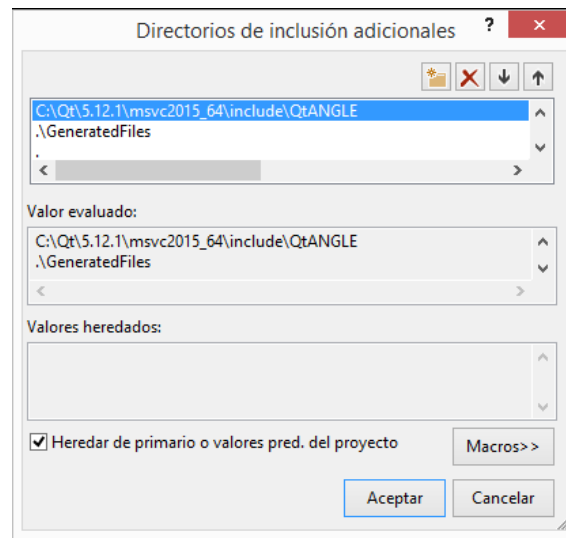 Directorios de inclusión adicionales
?
C:\Qt\5.12.1\msvc2015_64\include\QtANGLE
.\GeneratedFiles
.
Valor evaluado:
C:\Qt\5.12.1\msvc2015_64\include\QtANGLE
.\GeneratedFiles
Valores heredados:
Heredar de primario o valores pred. del proyecto
Macros>>
Aceptar
Cancelar